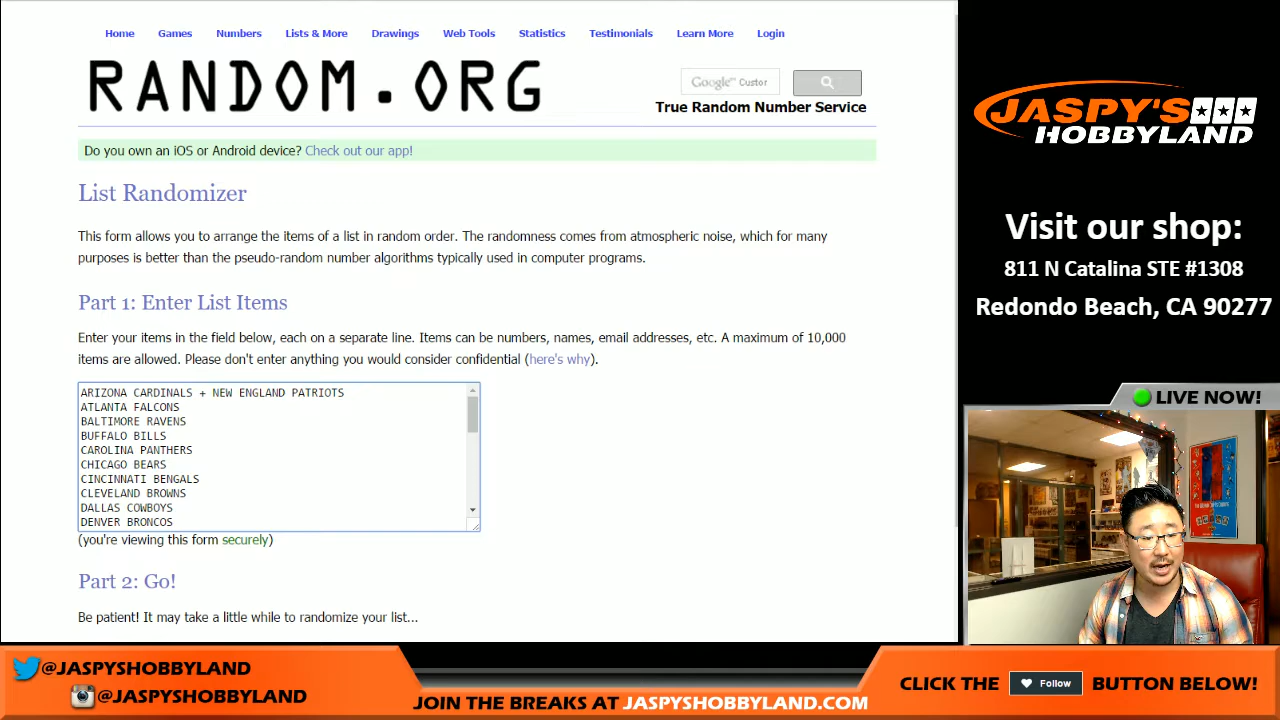 Home Games Numbers Lists & More Drawings Web Tools Statistics Testimonials Learn More Login
RANDOM.ORG
Google™ Custor
True Random Number Service
Do you own an iOS or Android device? Check out our app!
List Randomizer
This form allows you to arrange the items of a list in random order. The randomness comes from atmospheric noise, which for many
purposes is better than the pseudo-random number algorithms typically used in computer programs.
Part 1: Enter List Items
Enter your items in the field below, each on a separate line. Items can be numbers, names, email addresses, etc. A maximum of 10,000
items are allowed. Please don't enter anything you would consider confidential (here's why).
ARIZONA CARDINALS + NEW ENGLAND PATRIOTS
ATLANTA FALCONS
BALTIMORE RAVENS
BUFFALO BILLS
CAROLINA PANTHERS
CHICAGO BEARS
CINCINNATI BENGALS
CLEVELAND BROWNS
DALLAS COWBOYS
DENVER BRONCOS
(you're viewing this form securely)
Part 2: Go!
Be patient! It may take a little while to randomize your list...
JASPY'S
HOBBYLAND
Visit our shop:
811 N Catalina STE #1308
Redondo Beach, CA 90277
LIVE NOW!
@JASPYSHOBBYLAND
@JASPYSHOBBYLAND
JOIN THE BREAKS AT JASPYSHOBBYLAND.COM
CLICK THE Follow BUTTON BELOW!